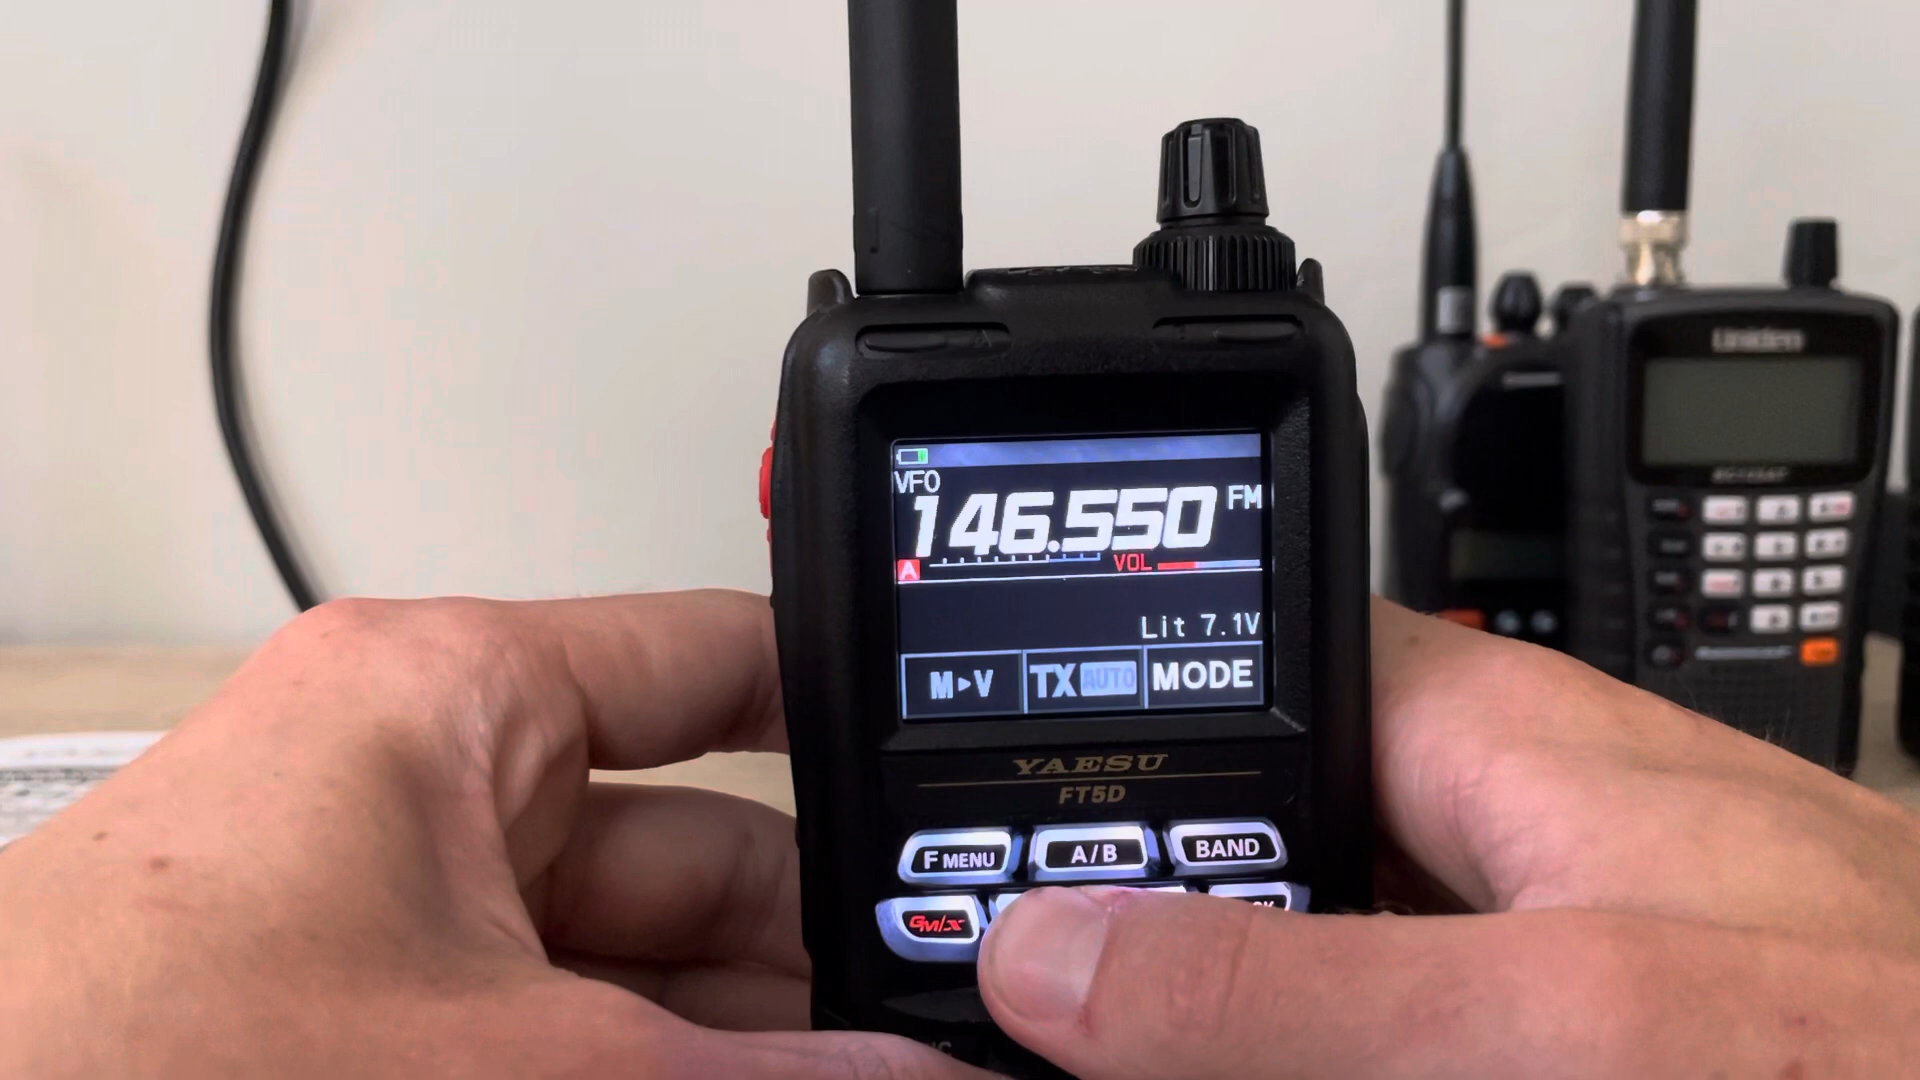 VFO
146.550 FM
A VOL
Lit 7.1V
M▸V TX AUTO MODE
YAESU
FT5D
F MENU A/B BAND
GM/X
Uniden